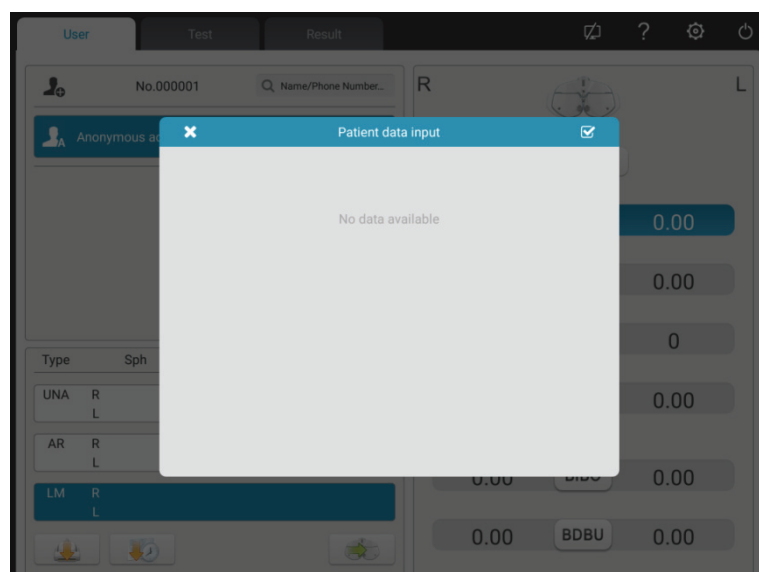 User Test Result ?
No.000001 Name/Phone Number...
R L
Anonymous ac
Patient data input
No data available
0.00
0.00
0
0.00
Type Sph
UNA R
L
AR R
L
LM R
L
0.00 0.00
0.00 BDBU 0.00